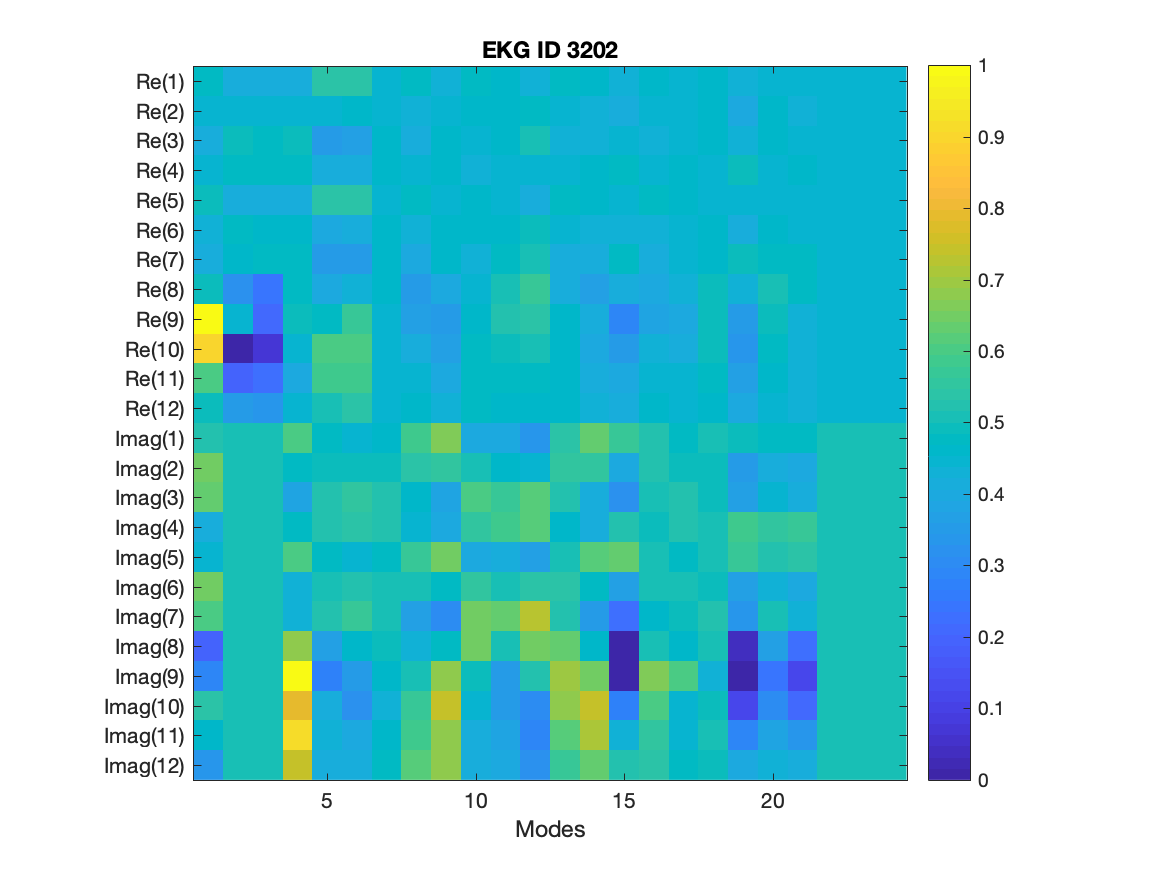 EKG ID 3202
Re(1)
Re(2)
Re(3)
Re(4)
Re(5)
Re(6)
Re(7)
Re(8)
Re(9)
Re(10)
Re(11)
Re(12)
Imag(1)
Imag(2)
Imag(3)
Imag(4)
Imag(5)
Imag(6)
Imag(7)
Imag(8)
Imag(9)
Imag(10)
Imag(11)
Imag(12)
5 10 15 20
Modes
1
0.9
0.8
0.7
0.6
0.5
0.4
0.3
0.2
0.1
0